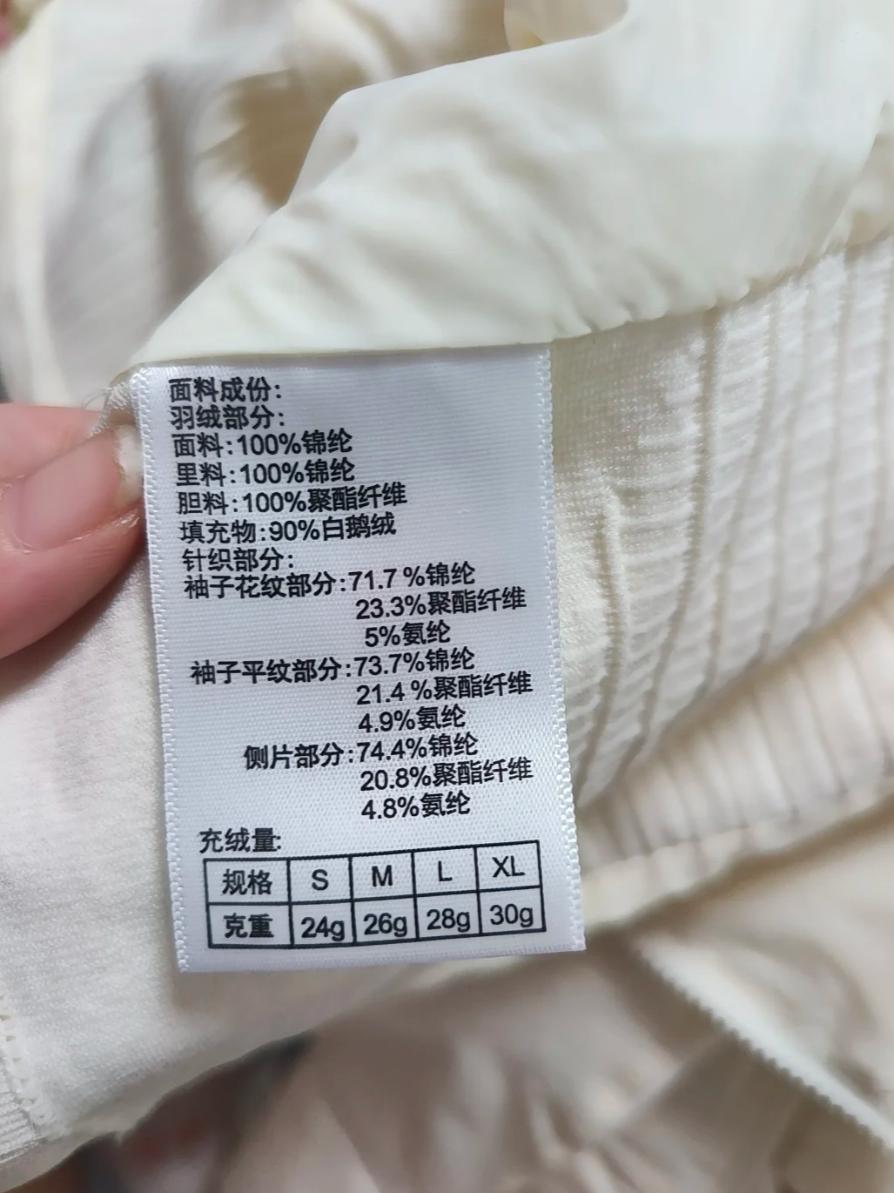 面料成份:
羽绒部分:
面料:100%锦纶
里料:100%锦纶
胆料:100%聚酯纤维
填充物:90%白鹅绒
针织部分:
袖子花纹部分:71.7%锦纶
23.3%聚酯纤维
5%氨纶
袖子平纹部分:73.7%锦纶
21.4%聚酯纤维
4.9%氨纶
侧片部分:74.4%锦纶
20.8%聚酯纤维
4.8%氨纶
充绒量:
规格 S M L XL
克重 24g 26g 28g 30g